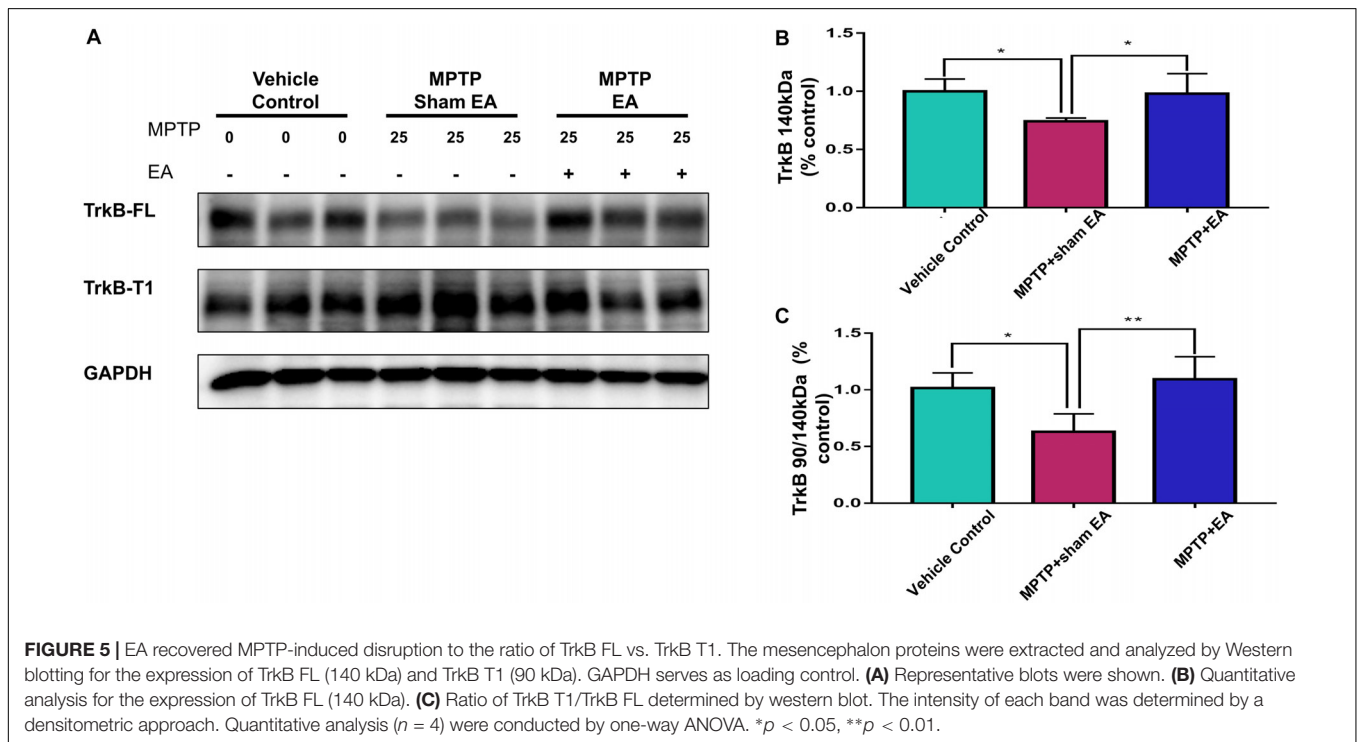 A
Vehicle Control
MPTP Sham EA
MPTP EA
MPTP 0 0 0 25 25 25 25 25 25
EA - - - - - - + + +
TrkB-FL
TrkB-T1
GAPDH
B
TrkB 140kDa (% control)
1.5
1.0
0.5
0.0
* *
Vehicle Control
MPTP+sham EA
MPTP+EA
C
TrkB 90/140kDa (% control)
1.5
1.0
0.5
0.0
* **
Vehicle Control
MPTP+sham EA
MPTP+EA
FIGURE 5 | EA recovered MPTP-induced disruption to the ratio of TrkB FL vs. TrkB T1. The mesencephalon proteins were extracted and analyzed by Western
blotting for the expression of TrkB FL (140 kDa) and TrkB T1 (90 kDa). GAPDH serves as loading control. (A) Representative blots were shown. (B) Quantitative
analysis for the expression of TrkB FL (140 kDa). (C) Ratio of TrkB T1/TrkB FL determined by western blot. The intensity of each band was determined by a
densitometric approach. Quantitative analysis (n = 4) were conducted by one-way ANOVA. *p < 0.05, **p < 0.01.